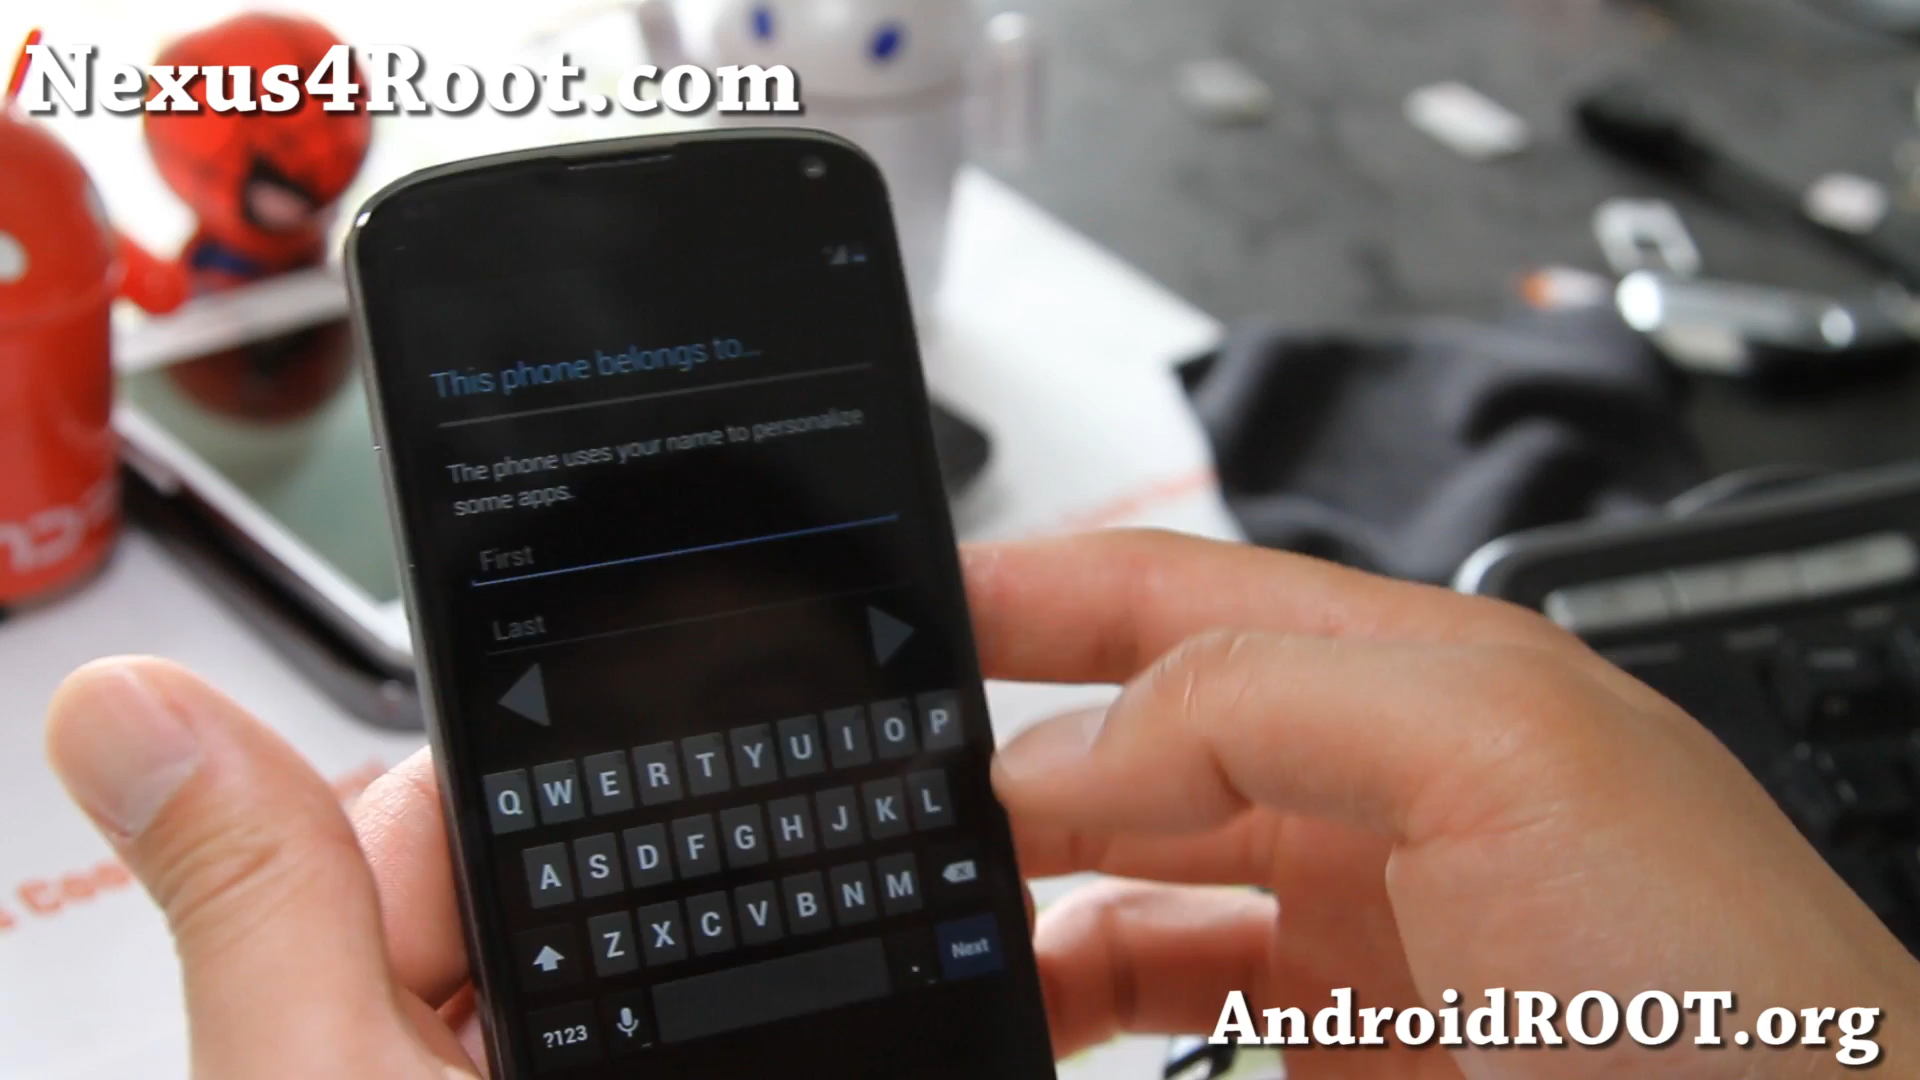 Nexus4Root.com
This phone belongs to...
The phone uses your name to personalize
some apps.
First
Last
Q W E R T Y U I O P
A S D F G H J K L
Z X C V B N M
. Next
?123
AndroidROOT.org